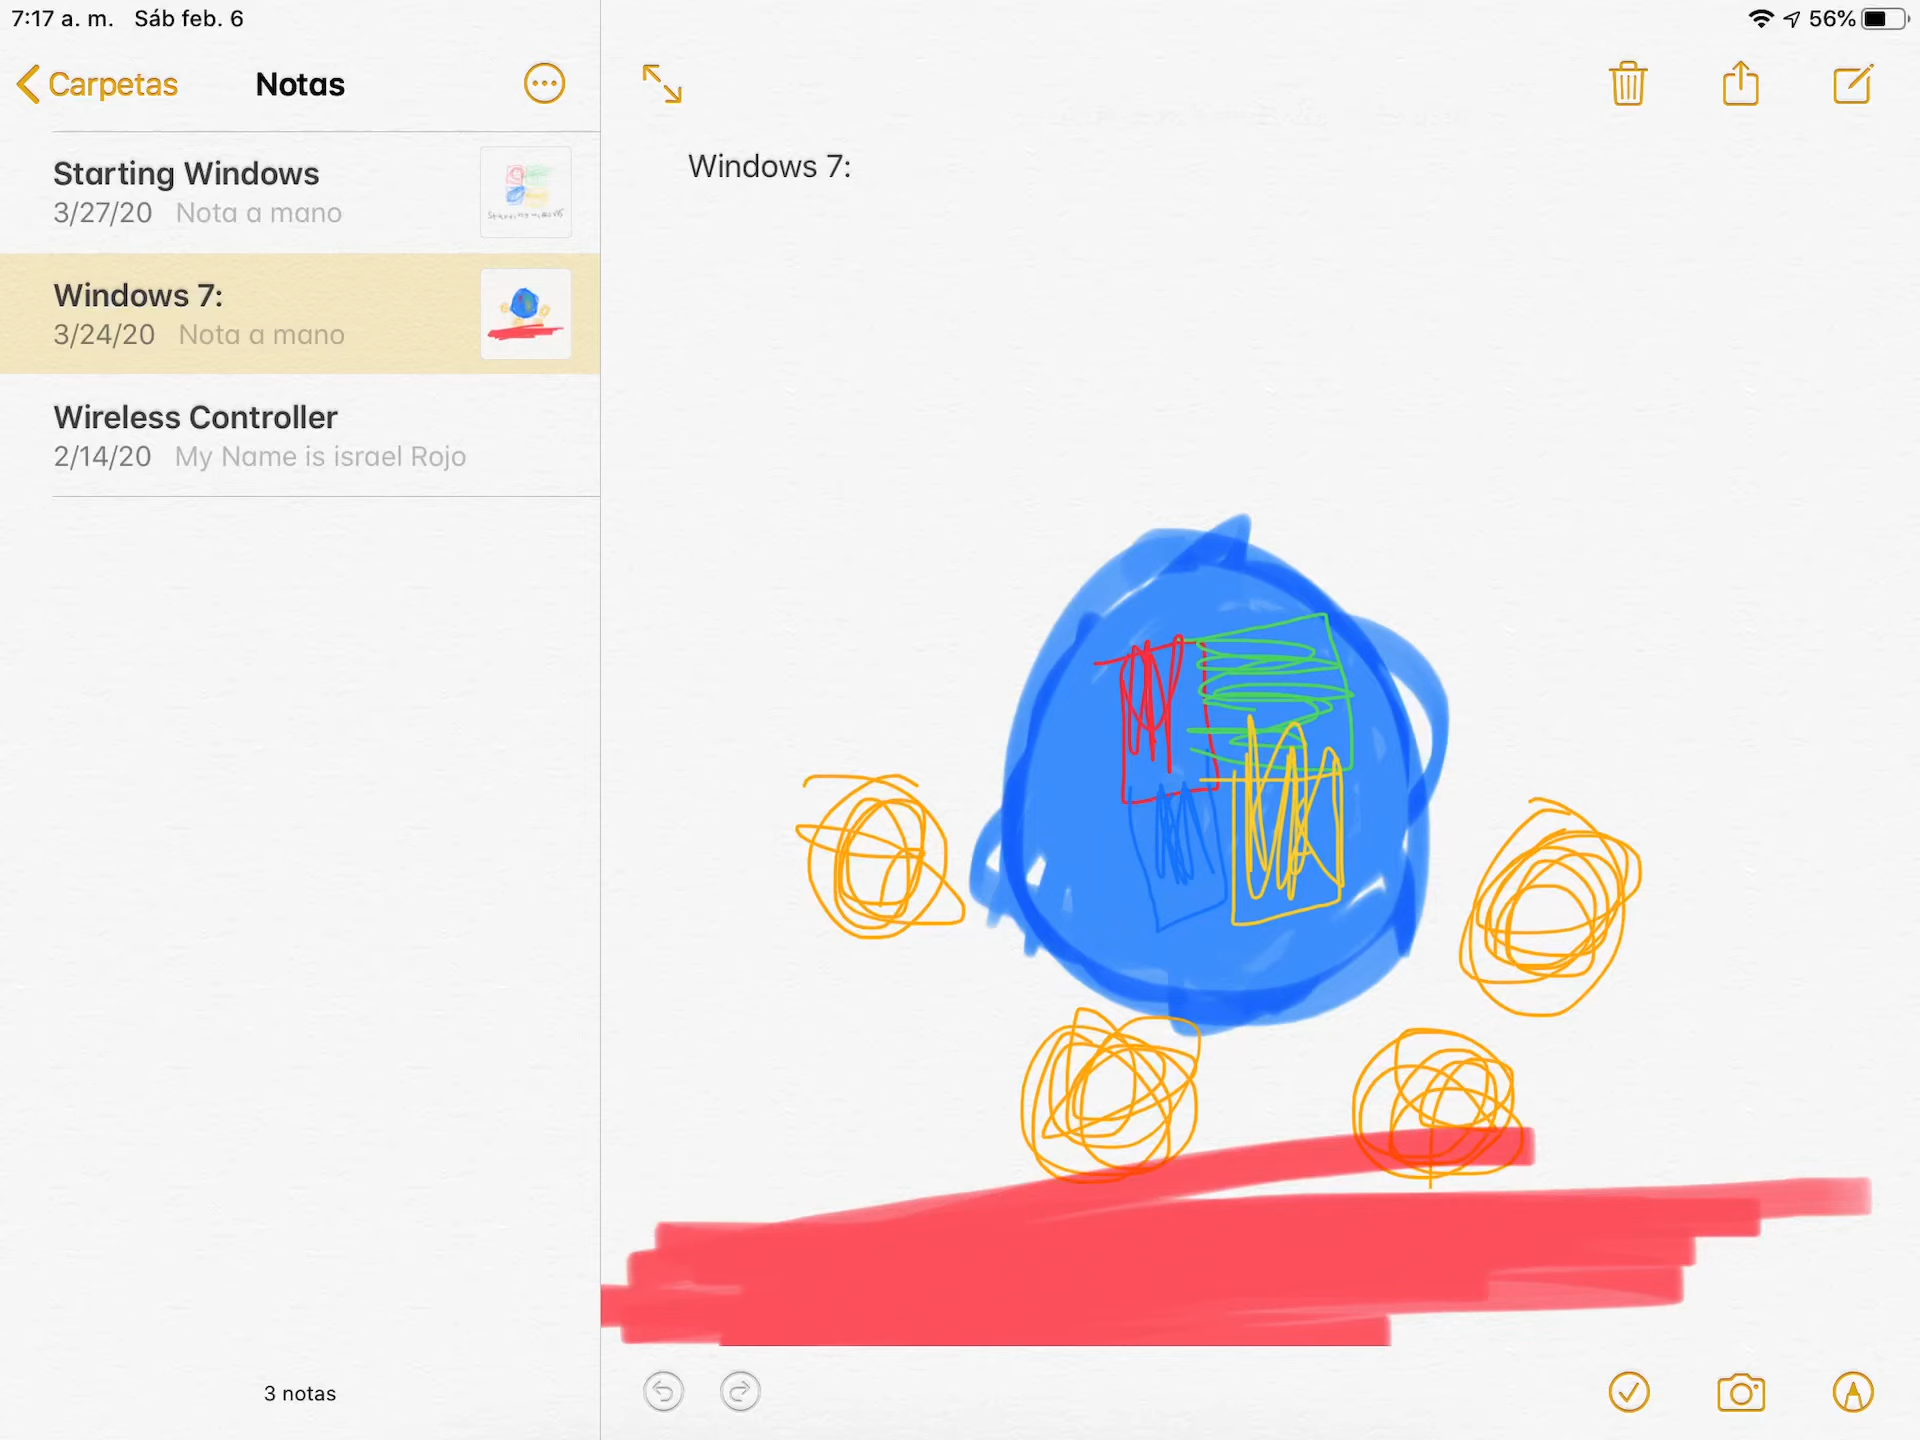 7:17 a. m. Sáb feb. 6
56%
Carpetas
Notas
Starting Windows
3/27/20 Nota a mano
Windows 7:
3/24/20 Nota a mano
Wireless Controller
2/14/20 My Name is israel Rojo
3 notas
Windows 7: